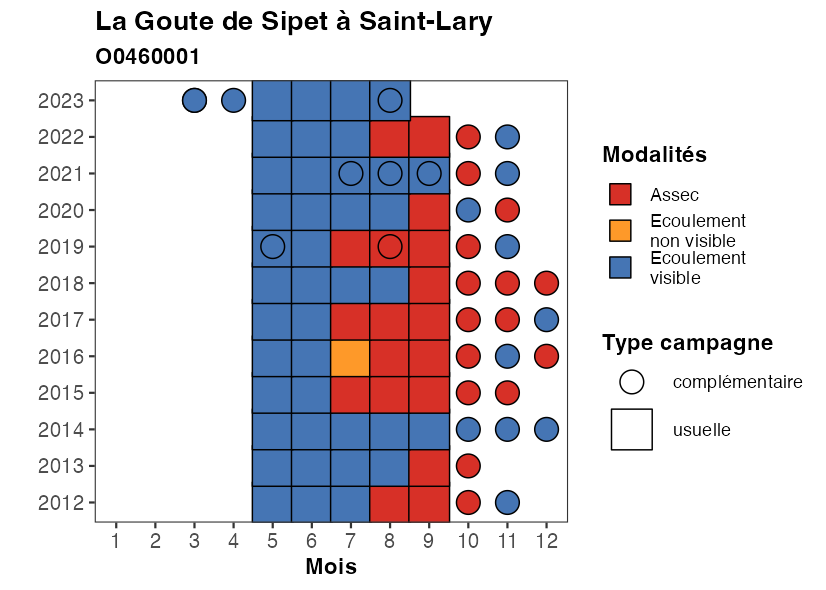 La Goute de Sipet à Saint-Lary
O0460001
2023
2022
2021
2020
2019
2018
2017
2016
2015
2014
2013
2012
1 2 3 4 5 6 7 8 9 10 11 12
Mois
Modalités
Assec
Ecoulement
non visible
Ecoulement
visible
Type campagne
complémentaire
usuelle